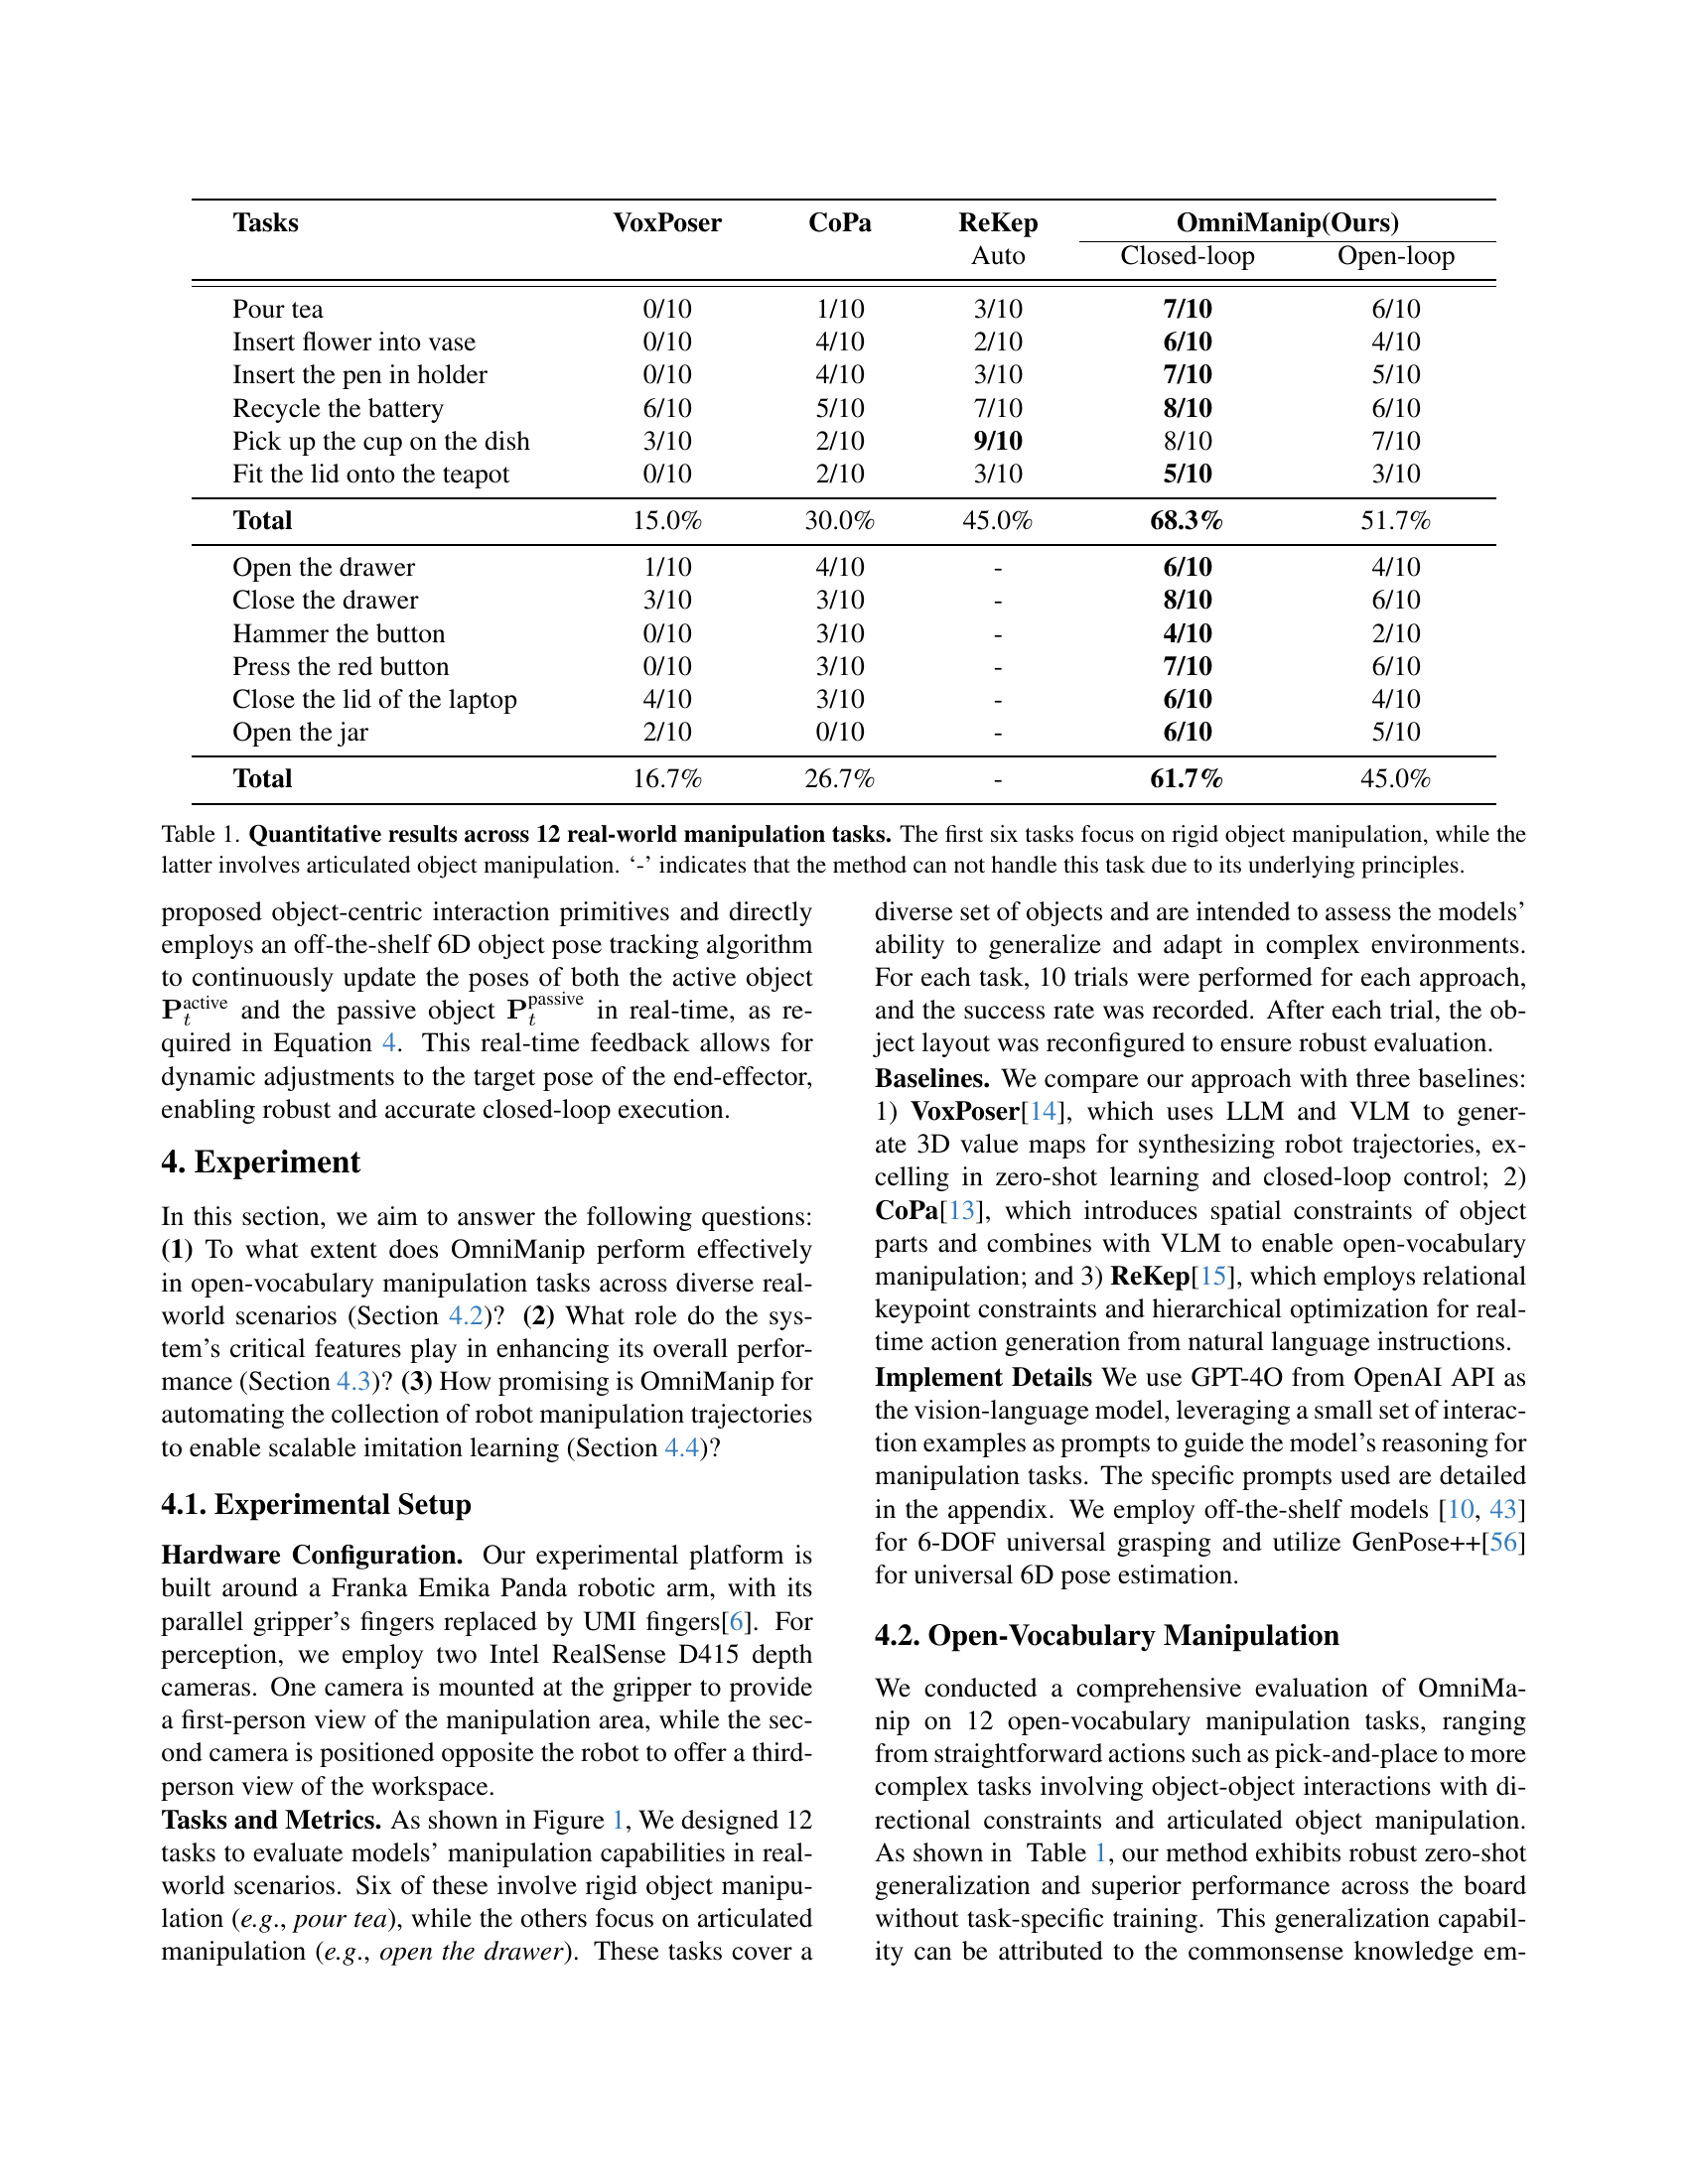 Tasks VoxPoser CoPa ReKep OmniManip(Ours)
Auto Closed-loop Open-loop
Pour tea 0/10 1/10 3/10 7/10 6/10
Insert flower into vase 0/10 4/10 2/10 6/10 4/10
Insert the pen in holder 0/10 4/10 3/10 7/10 5/10
Recycle the battery 6/10 5/10 7/10 8/10 6/10
Pick up the cup on the dish 3/10 2/10 9/10 8/10 7/10
Fit the lid onto the teapot 0/10 2/10 3/10 5/10 3/10
Total 15.0% 30.0% 45.0% 68.3% 51.7%
Open the drawer 1/10 4/10 - 6/10 4/10
Close the drawer 3/10 3/10 - 8/10 6/10
Hammer the button 0/10 3/10 - 4/10 2/10
Press the red button 0/10 3/10 - 7/10 6/10
Close the lid of the laptop 4/10 3/10 - 6/10 4/10
Open the jar 2/10 0/10 - 6/10 5/10
Total 16.7% 26.7% - 61.7% 45.0%
Table 1. Quantitative results across 12 real-world manipulation tasks. The first six tasks focus on rigid object manipulation, while the
latter involves articulated object manipulation. ‘-’ indicates that the method can not handle this task due to its underlying principles.
proposed object-centric interaction primitives and directly
employs an off-the-shelf 6D object pose tracking algorithm
to continuously update the poses of both the active object
P_t^active and the passive object P_t^passive in real-time, as re-
quired in Equation 4. This real-time feedback allows for
dynamic adjustments to the target pose of the end-effector,
enabling robust and accurate closed-loop execution.
4. Experiment
In this section, we aim to answer the following questions:
(1) To what extent does OmniManip perform effectively
in open-vocabulary manipulation tasks across diverse real-
world scenarios (Section 4.2)? (2) What role do the sys-
tem’s critical features play in enhancing its overall perfor-
mance (Section 4.3)? (3) How promising is OmniManip for
automating the collection of robot manipulation trajectories
to enable scalable imitation learning (Section 4.4)?
4.1. Experimental Setup
Hardware Configuration. Our experimental platform is
built around a Franka Emika Panda robotic arm, with its
parallel gripper’s fingers replaced by UMI fingers[6]. For
perception, we employ two Intel RealSense D415 depth
cameras. One camera is mounted at the gripper to provide
a first-person view of the manipulation area, while the sec-
ond camera is positioned opposite the robot to offer a third-
person view of the workspace.
Tasks and Metrics. As shown in Figure 1, We designed 12
tasks to evaluate models’ manipulation capabilities in real-
world scenarios. Six of these involve rigid object manipu-
lation (e.g., pour tea), while the others focus on articulated
manipulation (e.g., open the drawer). These tasks cover a
diverse set of objects and are intended to assess the models’
ability to generalize and adapt in complex environments.
For each task, 10 trials were performed for each approach,
and the success rate was recorded. After each trial, the ob-
ject layout was reconfigured to ensure robust evaluation.
Baselines. We compare our approach with three baselines:
1) VoxPoser[14], which uses LLM and VLM to gener-
ate 3D value maps for synthesizing robot trajectories, ex-
celling in zero-shot learning and closed-loop control; 2)
CoPa[13], which introduces spatial constraints of object
parts and combines with VLM to enable open-vocabulary
manipulation; and 3) ReKep[15], which employs relational
keypoint constraints and hierarchical optimization for real-
time action generation from natural language instructions.
Implement Details We use GPT-4O from OpenAI API as
the vision-language model, leveraging a small set of interac-
tion examples as prompts to guide the model’s reasoning for
manipulation tasks. The specific prompts used are detailed
in the appendix. We employ off-the-shelf models [10, 43]
for 6-DOF universal grasping and utilize GenPose++[56]
for universal 6D pose estimation.
4.2. Open-Vocabulary Manipulation
We conducted a comprehensive evaluation of OmniMa-
nip on 12 open-vocabulary manipulation tasks, ranging
from straightforward actions such as pick-and-place to more
complex tasks involving object-object interactions with di-
rectional constraints and articulated object manipulation.
As shown in Table 1, our method exhibits robust zero-shot
generalization and superior performance across the board
without task-specific training. This generalization capabil-
ity can be attributed to the commonsense knowledge em-